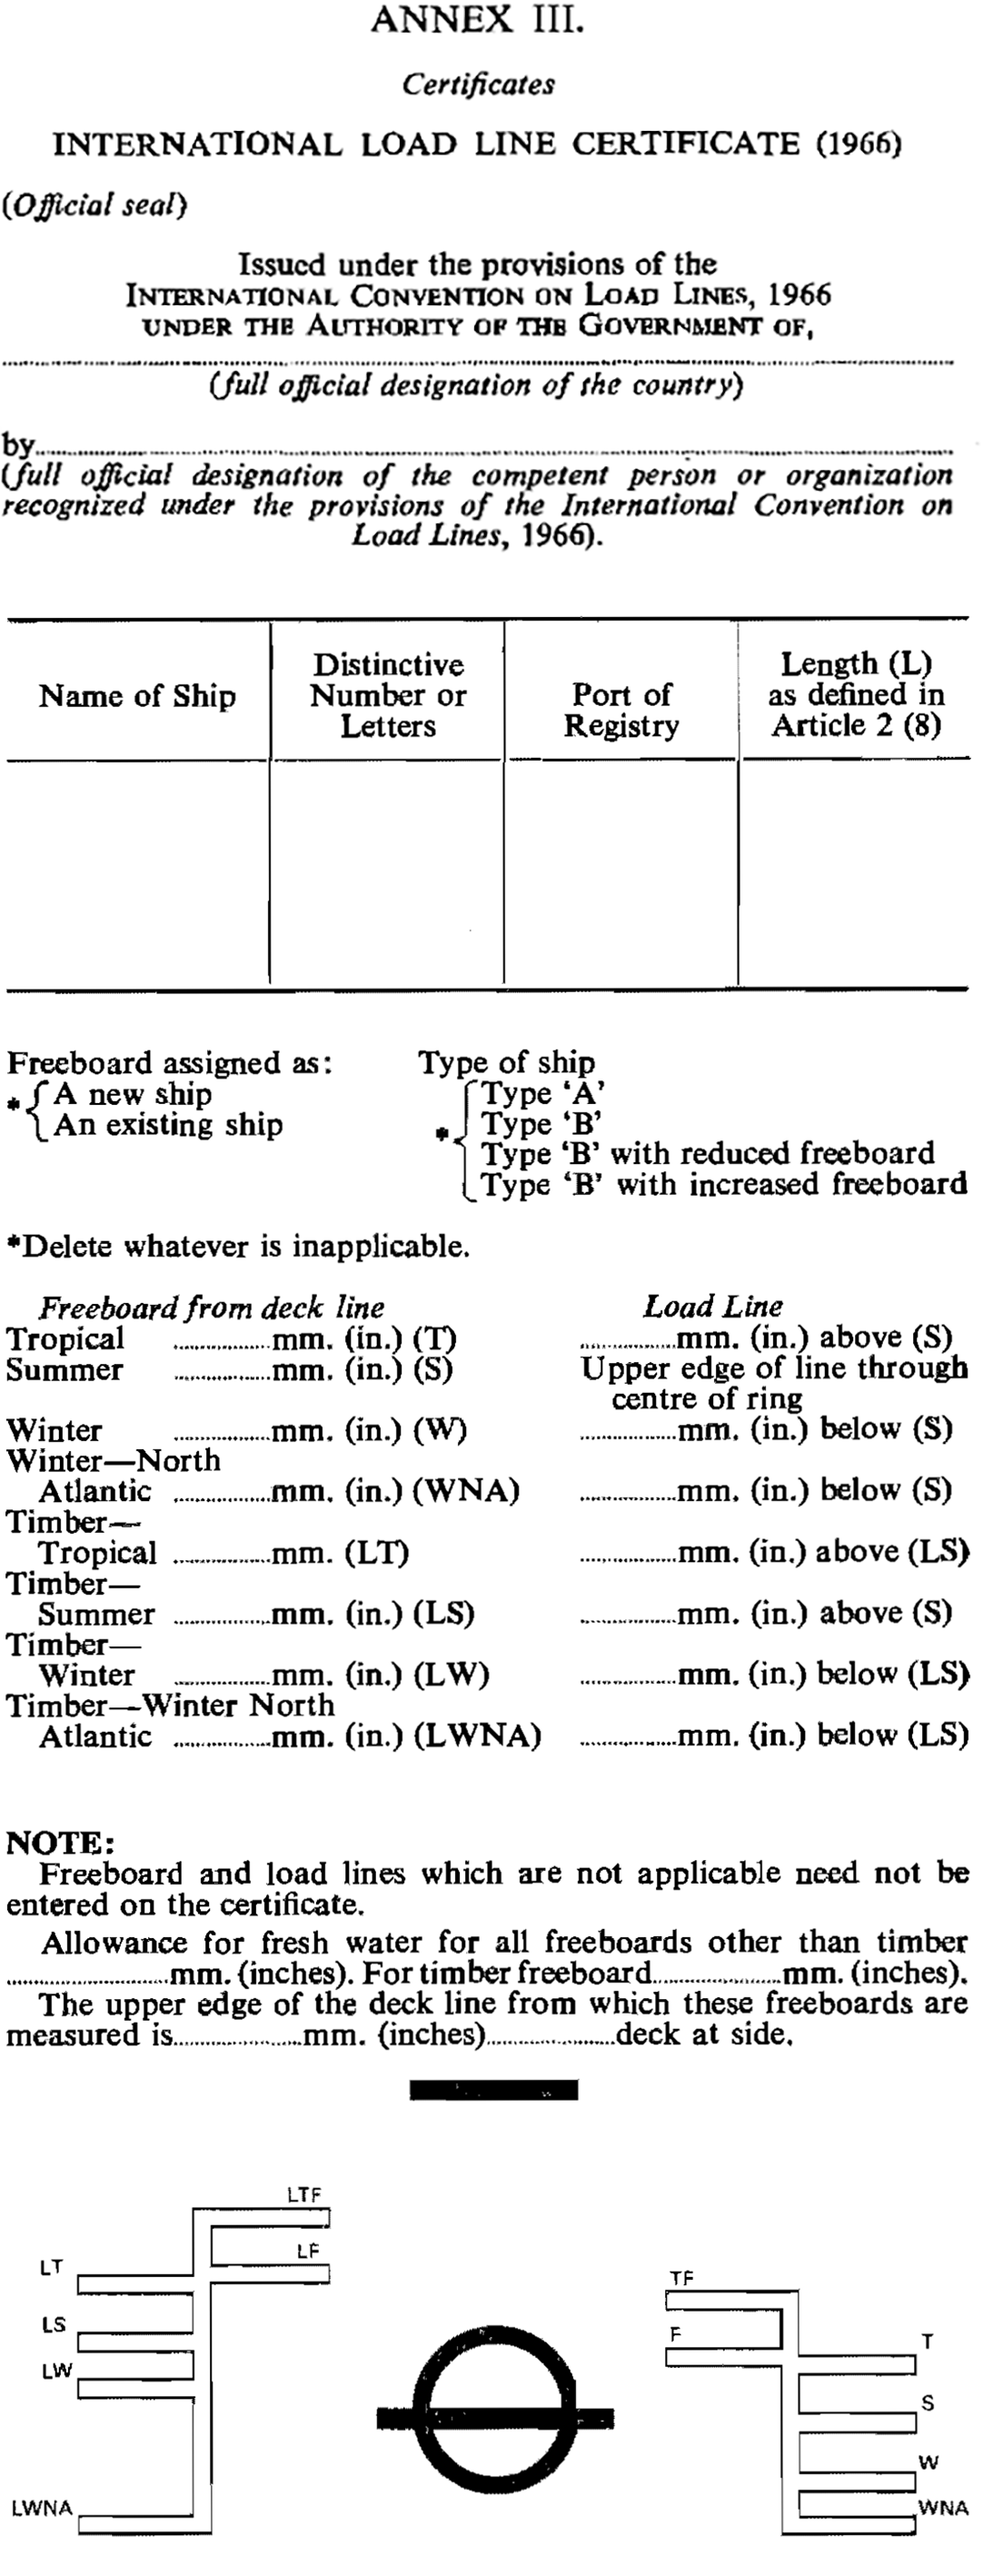 ANNEX III.
Certificates
INTERNATIONAL LOAD LINE CERTIFICATE (1966)
(Official seal)
Issued under the provisions of the
INTERNATIONAL CONVENTION ON LOAD LINES, 1966
UNDER THE AUTHORITY OF THE GOVERNMENT OF,
(full official designation of the country)
by
(full official designation of the competent person or organization
recognized under the provisions of the International Convention on
Load Lines, 1966).
Name of Ship
Distinctive
Number or
Letters
Port of
Registry
Length (L)
as defined in
Article 2 (8)
Freeboard assigned as:
* { A new ship
An existing ship
Type of ship
* { Type ‘A’
Type ‘B’
Type ‘B’ with reduced freeboard
Type ‘B’ with increased freeboard
*Delete whatever is inapplicable.
Freeboard from deck line Load Line
Tropical ........mm. (in.) (T) ........mm. (in.) above (S)
Summer ........mm. (in.) (S) Upper edge of line through
centre of ring
Winter ........mm. (in.) (W) ........mm. (in.) below (S)
Winter—North
Atlantic ........mm. (in.) (WNA) ........mm. (in.) below (S)
Timber—
Tropical ........mm. (LT) ........mm. (in.) above (LS)
Timber—
Summer ........mm. (in.) (LS) ........mm. (in.) above (S)
Timber—
Winter ........mm. (in.) (LW) ........mm. (in.) below (LS)
Timber—Winter North
Atlantic ........mm. (in.) (LWNA) ........mm. (in.) below (LS)
NOTE:
Freeboard and load lines which are not applicable need not be
entered on the certificate.
Allowance for fresh water for all freeboards other than timber
........mm. (inches). For timber freeboard........mm. (inches).
The upper edge of the deck line from which these freeboards are
measured is........mm. (inches)........deck at side.
LTF
LF
LT
LS
LW
LWNA
TF
F
T
S
W
WNA